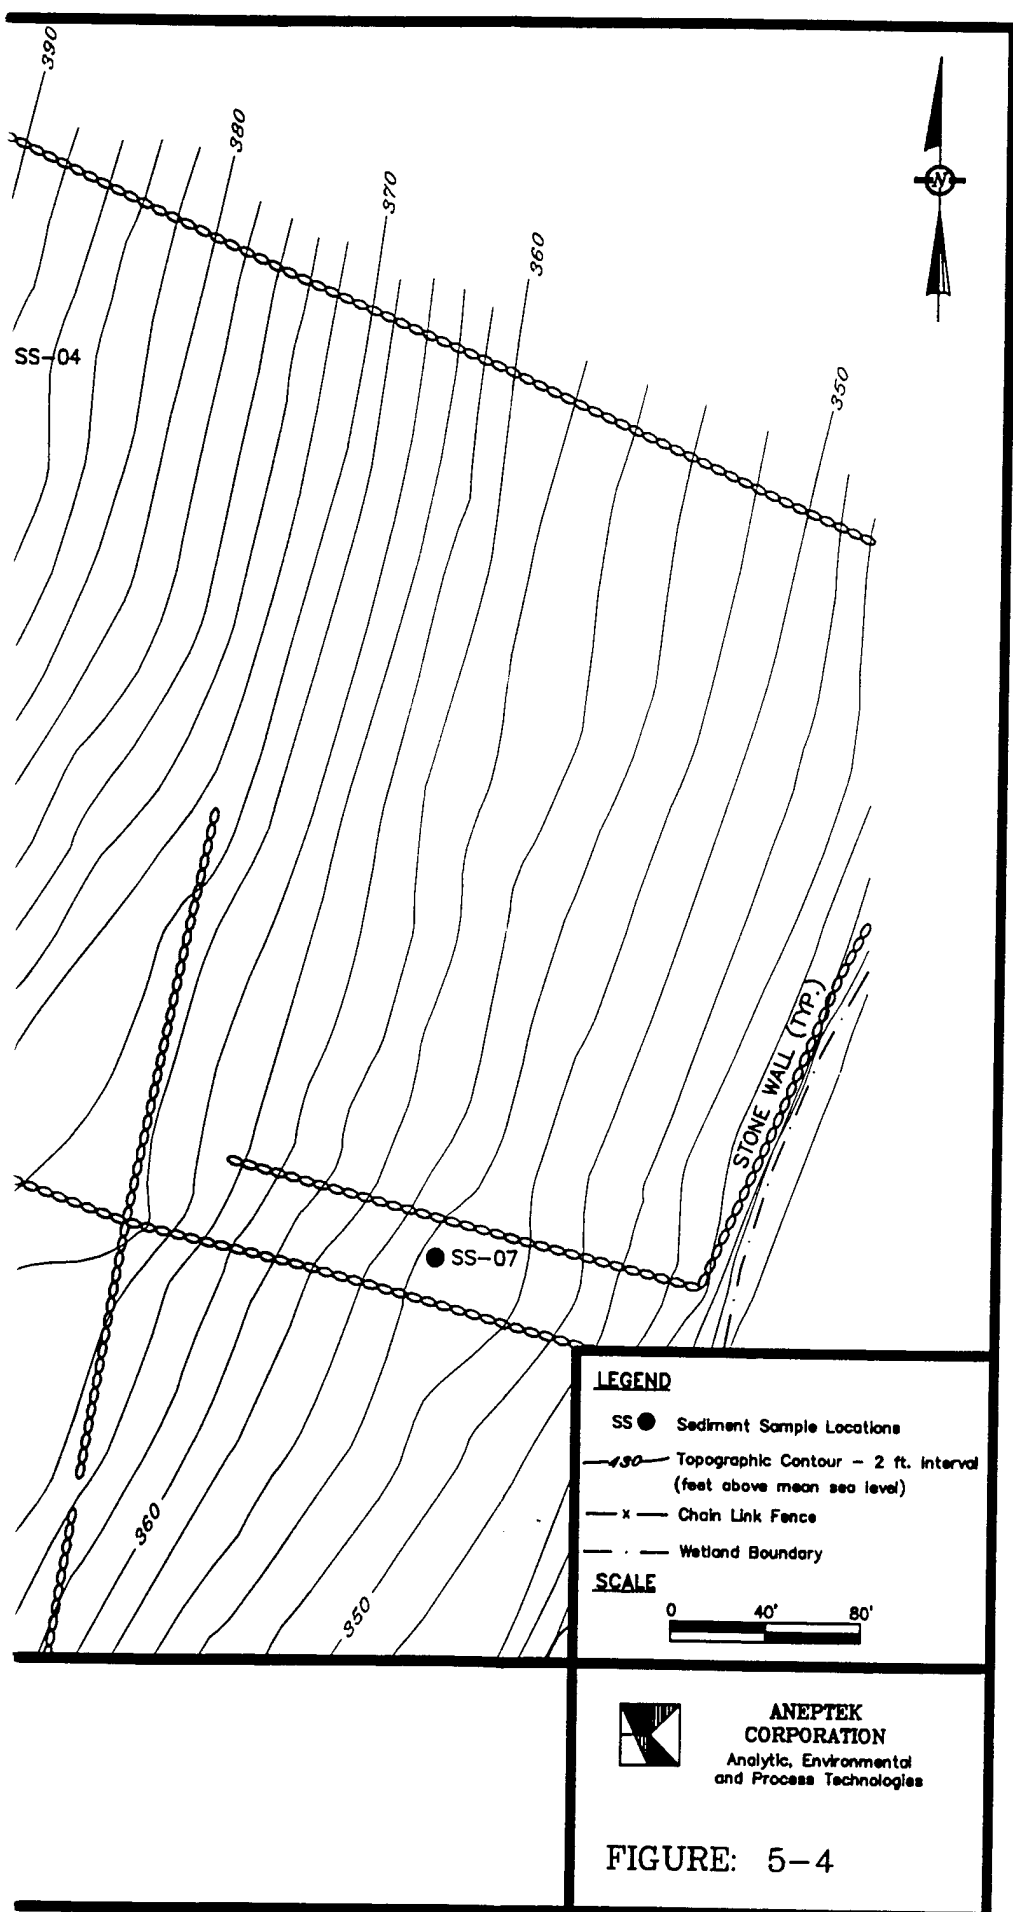 390
380
370
360
350
N
SS-04
STONE WALL (TYP.)
SS-07
360
350
LEGEND
SS Sediment Sample Locations
430 Topographic Contour - 2 ft. interval
(feet above mean sea level)
x Chain Link Fence
Wetland Boundary
SCALE
0 40' 80'
ANEPTEK
CORPORATION
Analytic, Environmental
and Process Technologies
FIGURE: 5-4